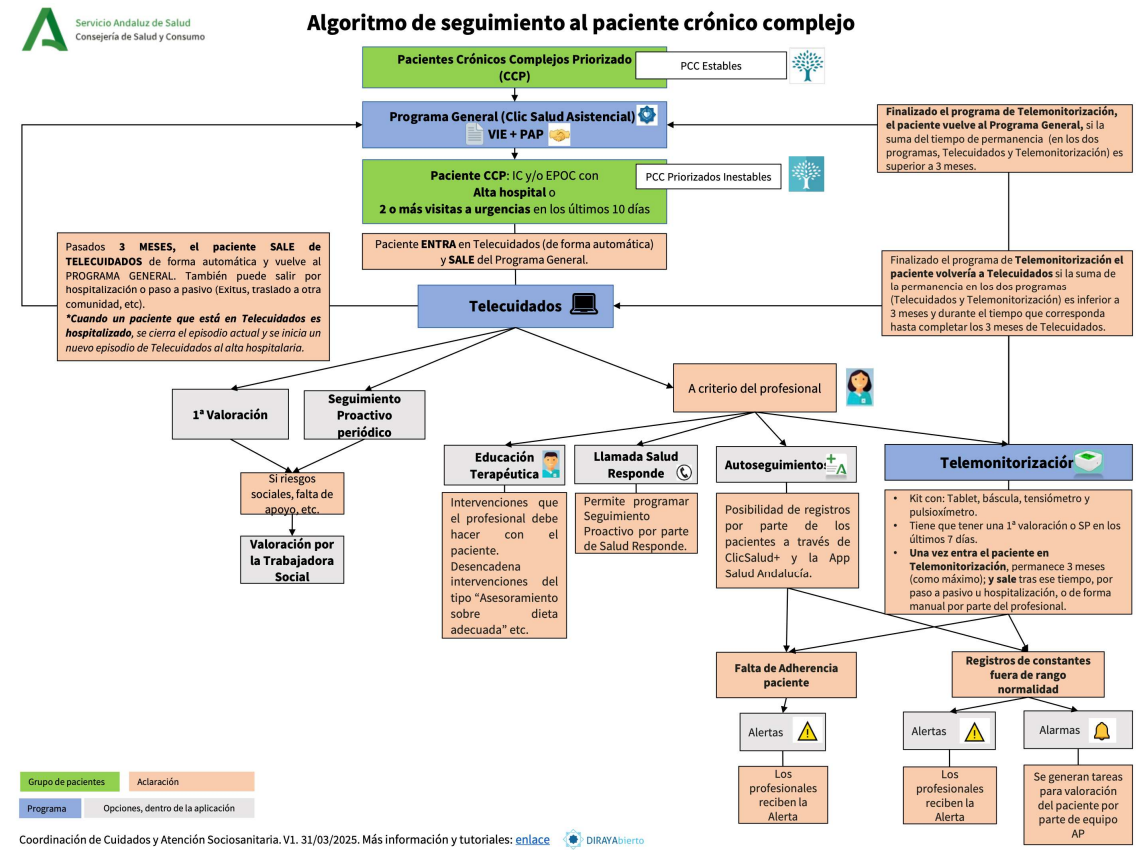 Servicio Andaluz de Salud
Consejería de Salud y Consumo
Algoritmo de seguimiento al paciente crónico complejo
Pacientes Crónicos Complejos Priorizado
(CCP)
PCC Estables
Programa General (Clic Salud Asistencial)
VIE + PAP
Finalizado el programa de Telemonitorización,
el paciente vuelve al Programa General, si la
suma del tiempo de permanencia (en los dos
programas, Telecuidados y Telemonitorización) es
superior a 3 meses.
Paciente CCP: IC y/o EPOC con
Alta hospital o
2 o más visitas a urgencias en los últimos 10 días
PCC Priorizados Inestables
Paciente ENTRA en Telecuidados (de forma automática)
y SALE del Programa General.
Pasados 3 MESES, el paciente SALE de
TELECUIDADOS de forma automática y vuelve al
PROGRAMA GENERAL. También puede salir por
hospitalización o paso a pasivo (Exitus, traslado a otra
comunidad, etc).
*Cuando un paciente que está en Telecuidados es
hospitalizado, se cierra el episodio actual y se inicia un
nuevo episodio de Telecuidados al alta hospitalaria.
Telecuidados
Finalizado el programa de Telemonitorización el
paciente volvería a Telecuidados si la suma de
la permanencia en los dos programas
(Telecuidados y Telemonitorización) es inferior a
3 meses y durante el tiempo que corresponda
hasta completar los 3 meses de Telecuidados.
1ª Valoración
Seguimiento
Proactivo
periódico
A criterio del profesional
Si riesgos
sociales, falta de
apoyo, etc.
Valoración por
la Trabajadora
Social
Educación
Terapéutica
Intervenciones que
el profesional debe
hacer con el
paciente.
Desencadena
intervenciones del
tipo “Asesoramiento
sobre dieta
adecuada” etc.
Llamada Salud
Responde
Permite programar
Seguimiento
Proactivo por parte
de Salud Responde.
Autoseguimientos
Posibilidad de registros
por parte de los
pacientes a través de
ClicSalud+ y la App
Salud Andalucía.
Telemonitorización
• Kit con: Tablet, báscula, tensiómetro y
pulsioxímetro.
• Tiene que tener una 1ª valoración o SP en los
últimos 7 días.
• Una vez entra el paciente en
Telemonitorización, permanece 3 meses
(como máximo); y sale tras ese tiempo, por
paso a pasivo u hospitalización, o de forma
manual por parte del profesional.
Falta de Adherencia
paciente
Registros de constantes
fuera de rango
normalidad
Alertas
Los
profesionales
reciben la
Alerta
Alertas
Los
profesionales
reciben la
Alerta
Alarmas
Se generan tareas
para valoración
del paciente por
parte de equipo
AP
Grupo de pacientes
Aclaración
Programa
Opciones, dentro de la aplicación
Coordinación de Cuidados y Atención Sociosanitaria. V1. 31/03/2025. Más información y tutoriales: enlace
DIRAYAbierto